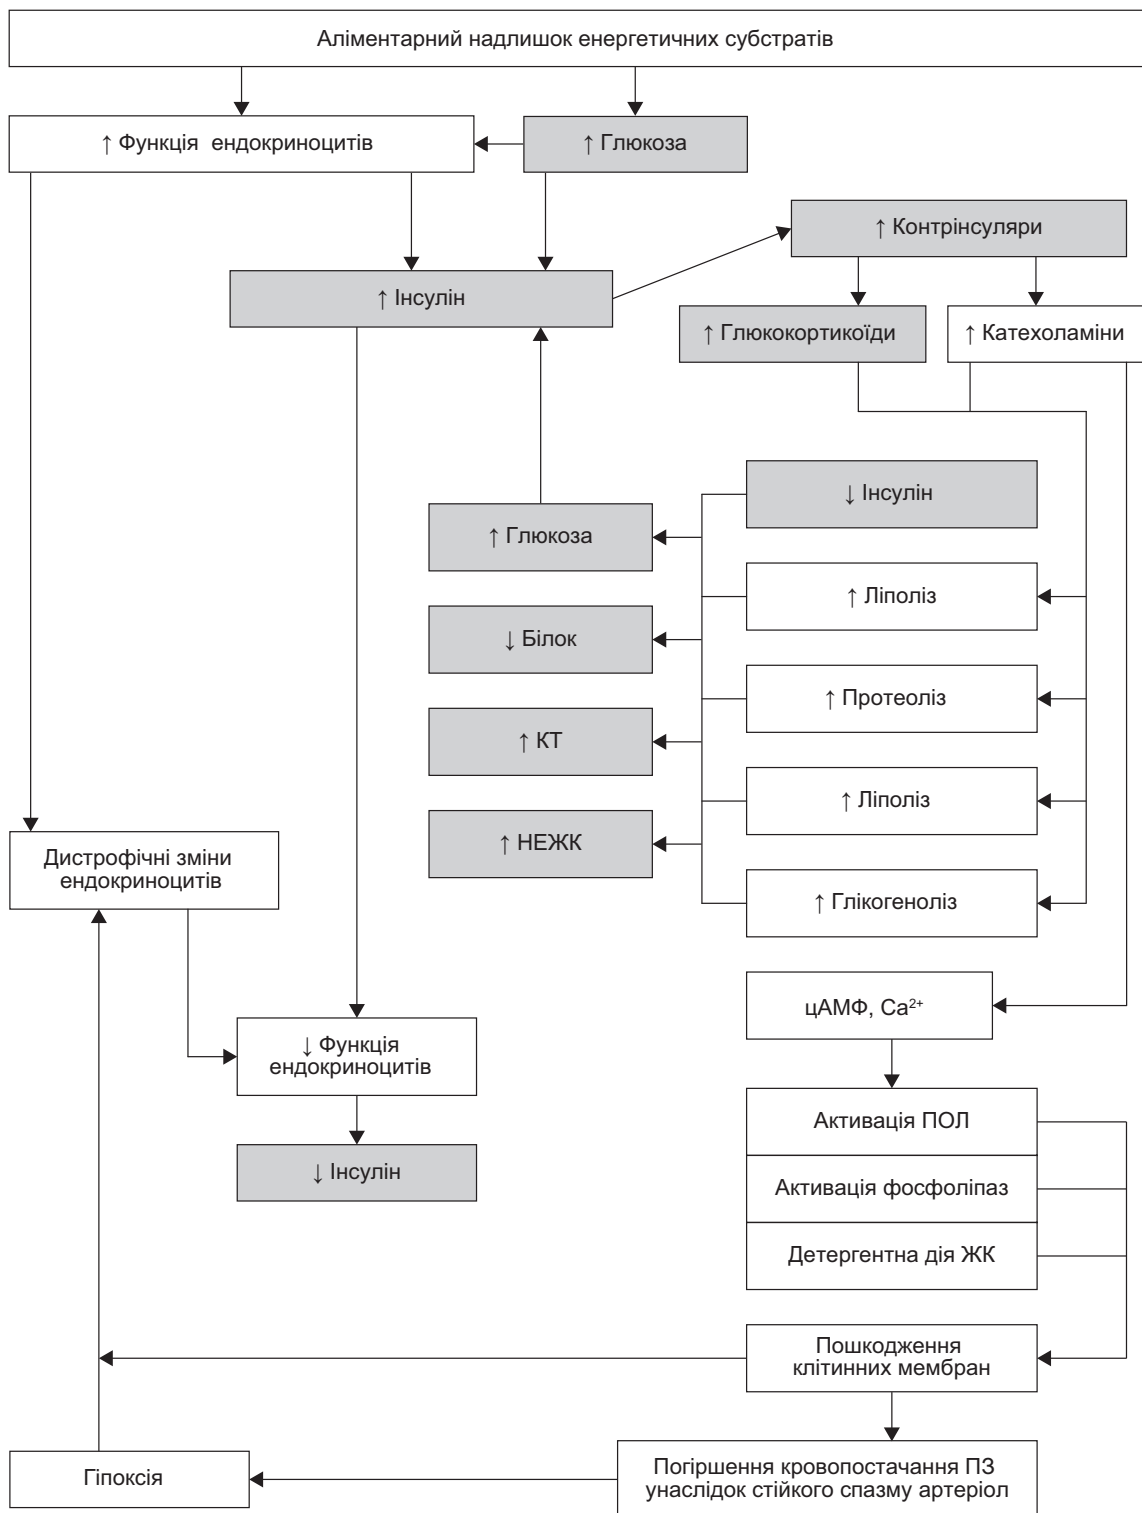 Аліментарний надлишок енергетичних субстратів
↑ Функція ендокриноцитів
↑ Глюкоза
↑ Контрінсуляри
↑ Інсулін
↑ Глюкокортикоїди
↑ Катехоламіни
↓ Інсулін
↑ Глюкоза
↑ Ліполіз
↓ Білок
↑ Протеоліз
↑ КТ
↑ Ліполіз
↑ НЕЖК
Дистрофічні зміни
ендокриноцитів
↑ Глікогеноліз
цАМФ, Ca²⁺
↓ Функція
ендокриноцитів
Активація ПОЛ
↓ Інсулін
Активація фосфоліпаз
Детергентна дія ЖК
Пошкодження
клітинних мембран
Гіпоксія
Погіршення кровопостачання ПЗ
унаслідок стійкого спазму артеріол